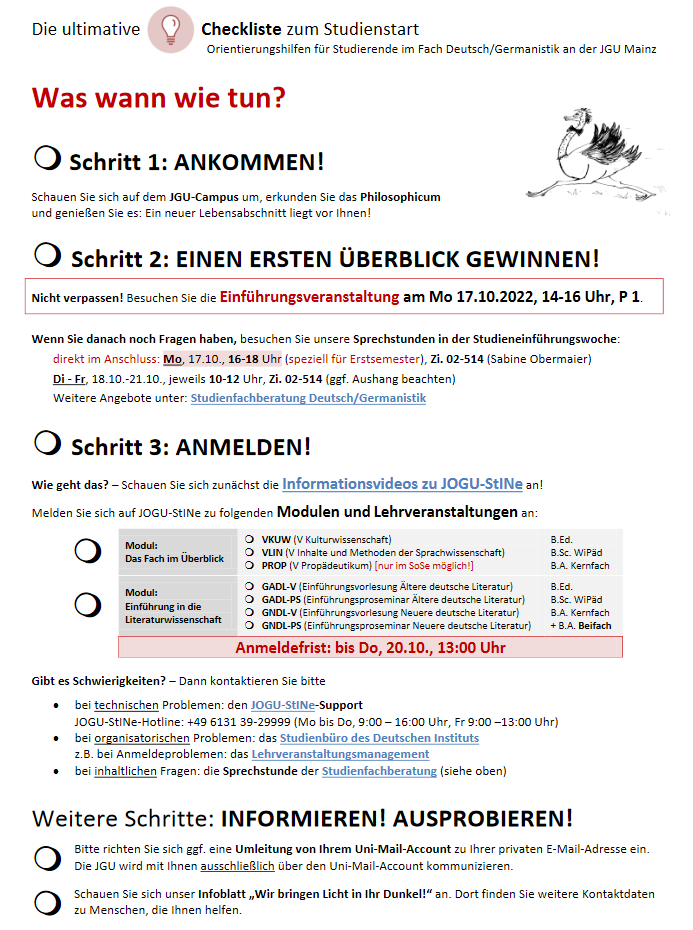 Die ultimative Checkliste zum Studienstart
Orientierungshilfen für Studierende im Fach Deutsch/Germanistik an der JGU Mainz
Was wann wie tun?
Schritt 1: ANKOMMEN!
Schauen Sie sich auf dem JGU-Campus um, erkunden Sie das Philosophicum
und genießen Sie es: Ein neuer Lebensabschnitt liegt vor Ihnen!
Schritt 2: EINEN ERSTEN ÜBERBLICK GEWINNEN!
Nicht verpassen! Besuchen Sie die Einführungsveranstaltung am Mo 17.10.2022, 14-16 Uhr, P 1.
Wenn Sie danach noch Fragen haben, besuchen Sie unsere Sprechstunden in der Studieneinführungswoche:
direkt im Anschluss: Mo, 17.10., 16-18 Uhr (speziell für Erstsemester), Zi. 02-514 (Sabine Obermaier)
Di - Fr, 18.10.-21.10., jeweils 10-12 Uhr, Zi. 02-514 (ggf. Aushang beachten)
Weitere Angebote unter: Studienfachberatung Deutsch/Germanistik
Schritt 3: ANMELDEN!
Wie geht das? – Schauen Sie sich zunächst die Informationsvideos zu JOGU-StINe an!
Melden Sie sich auf JOGU-StINe zu folgenden Modulen und Lehrveranstaltungen an:
Modul:
Das Fach im Überblick
VKUW (V Kulturwissenschaft)
VLIN (V Inhalte und Methoden der Sprachwissenschaft)
PROP (V Propädeutikum) [nur im SoSe möglich!]
B.Ed.
B.Sc. WiPäd
B.A. Kernfach
Modul:
Einführung in die
Literaturwissenschaft
GADL-V (Einführungsvorlesung Ältere deutsche Literatur)
GADL-PS (Einführungsproseminar Ältere deutsche Literatur)
GNDL-V (Einführungsvorlesung Neuere deutsche Literatur)
GNDL-PS (Einführungsproseminar Neuere deutsche Literatur)
B.Ed.
B.Sc. WiPäd
B.A. Kernfach
+ B.A. Beifach
Anmeldefrist: bis Do, 20.10., 13:00 Uhr
Gibt es Schwierigkeiten? – Dann kontaktieren Sie bitte
• bei technischen Problemen: den JOGU-StINe-Support
JOGU-StINe-Hotline: +49 6131 39-29999 (Mo bis Do, 9:00 – 16:00 Uhr, Fr 9:00 –13:00 Uhr)
• bei organisatorischen Problemen: das Studienbüro des Deutschen Instituts
z.B. bei Anmeldeproblemen: das Lehrveranstaltungsmanagement
• bei inhaltlichen Fragen: die Sprechstunde der Studienfachberatung (siehe oben)
Weitere Schritte: INFORMIEREN! AUSPROBIEREN!
Bitte richten Sie sich ggf. eine Umleitung von Ihrem Uni-Mail-Account zu Ihrer privaten E-Mail-Adresse ein.
Die JGU wird mit Ihnen ausschließlich über den Uni-Mail-Account kommunizieren.
Schauen Sie sich unser Infoblatt „Wir bringen Licht in Ihr Dunkel!“ an. Dort finden Sie weitere Kontaktdaten
zu Menschen, die Ihnen helfen.